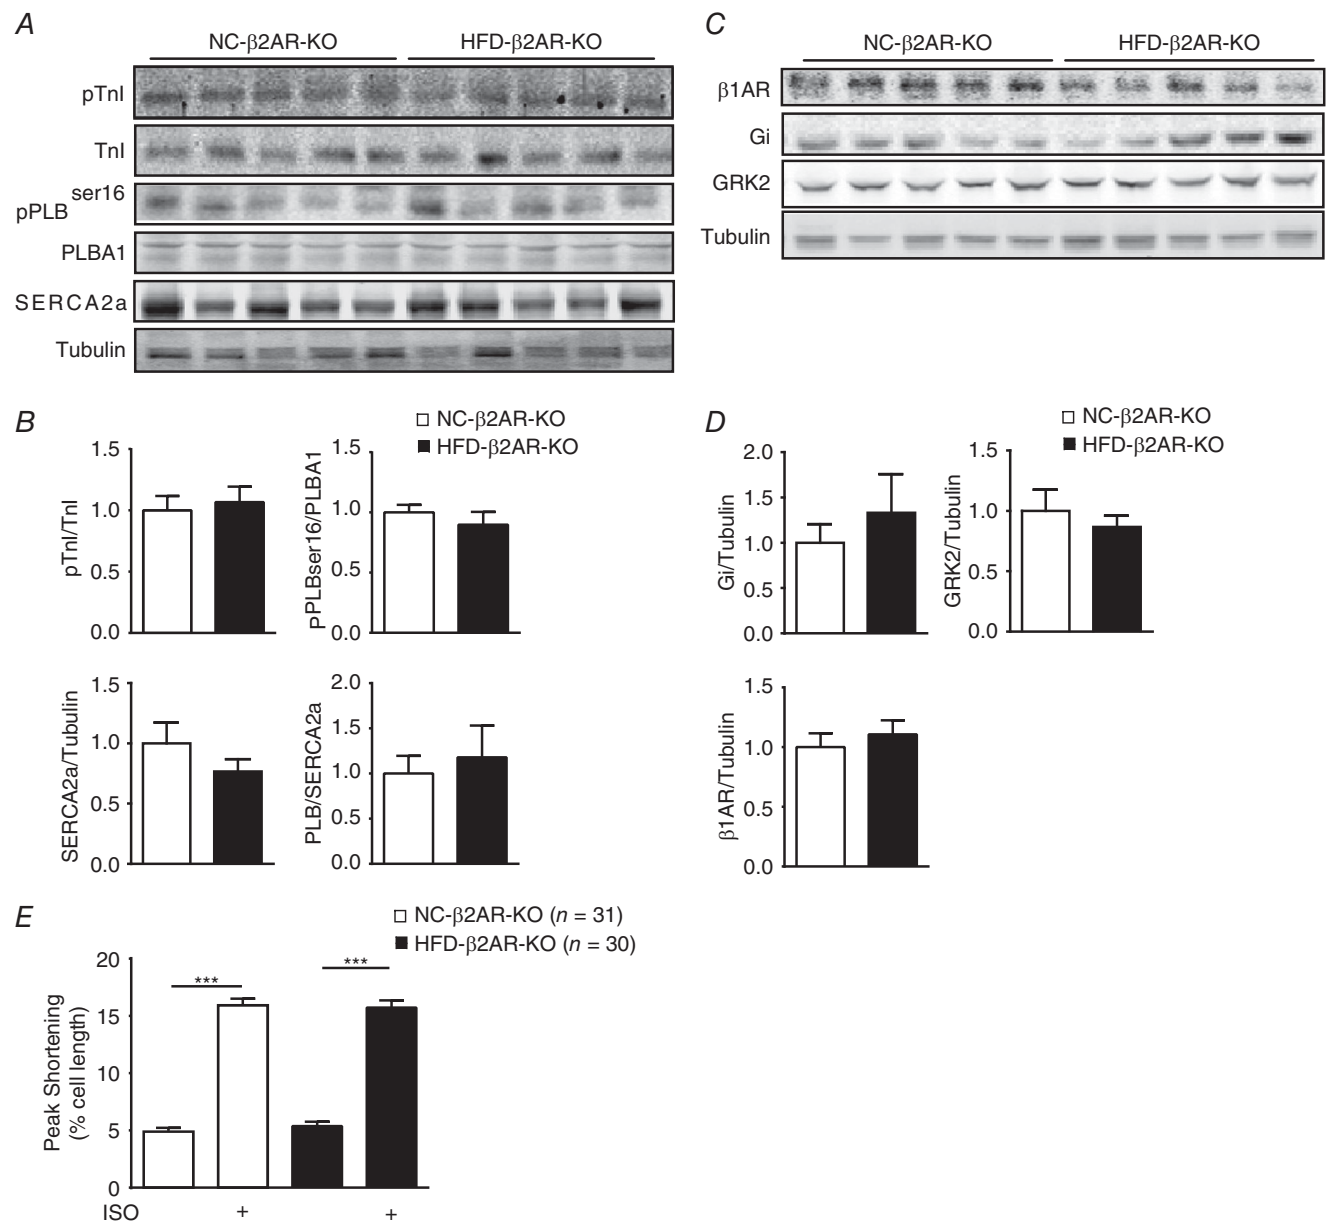 A
NC-β2AR-KO HFD-β2AR-KO
pTnI
TnI
pPLB ser16
PLBA1
SERCA2a
Tubulin
C
NC-β2AR-KO HFD-β2AR-KO
β1AR
Gi
GRK2
Tubulin
B
NC-β2AR-KO
HFD-β2AR-KO
pTnI/TnI
1.5
1.0
0.5
0.0
PPLBser16/PLBA1
1.5
1.0
0.5
0.0
SERCA2a/Tubulin
1.5
1.0
0.5
0.0
PLB/SERCA2a
2.0
1.5
1.0
0.5
0.0
D
NC-β2AR-KO
HFD-β2AR-KO
Gi/Tubulin
2.0
1.5
1.0
0.5
0.0
GRK2/Tubulin
1.5
1.0
0.5
0.0
β1AR/Tubulin
1.5
1.0
0.5
0.0
E
NC-β2AR-KO (n = 31)
HFD-β2AR-KO (n = 30)
Peak Shortening
(% cell length)
20
15
10
5
0
*** ***
ISO + +